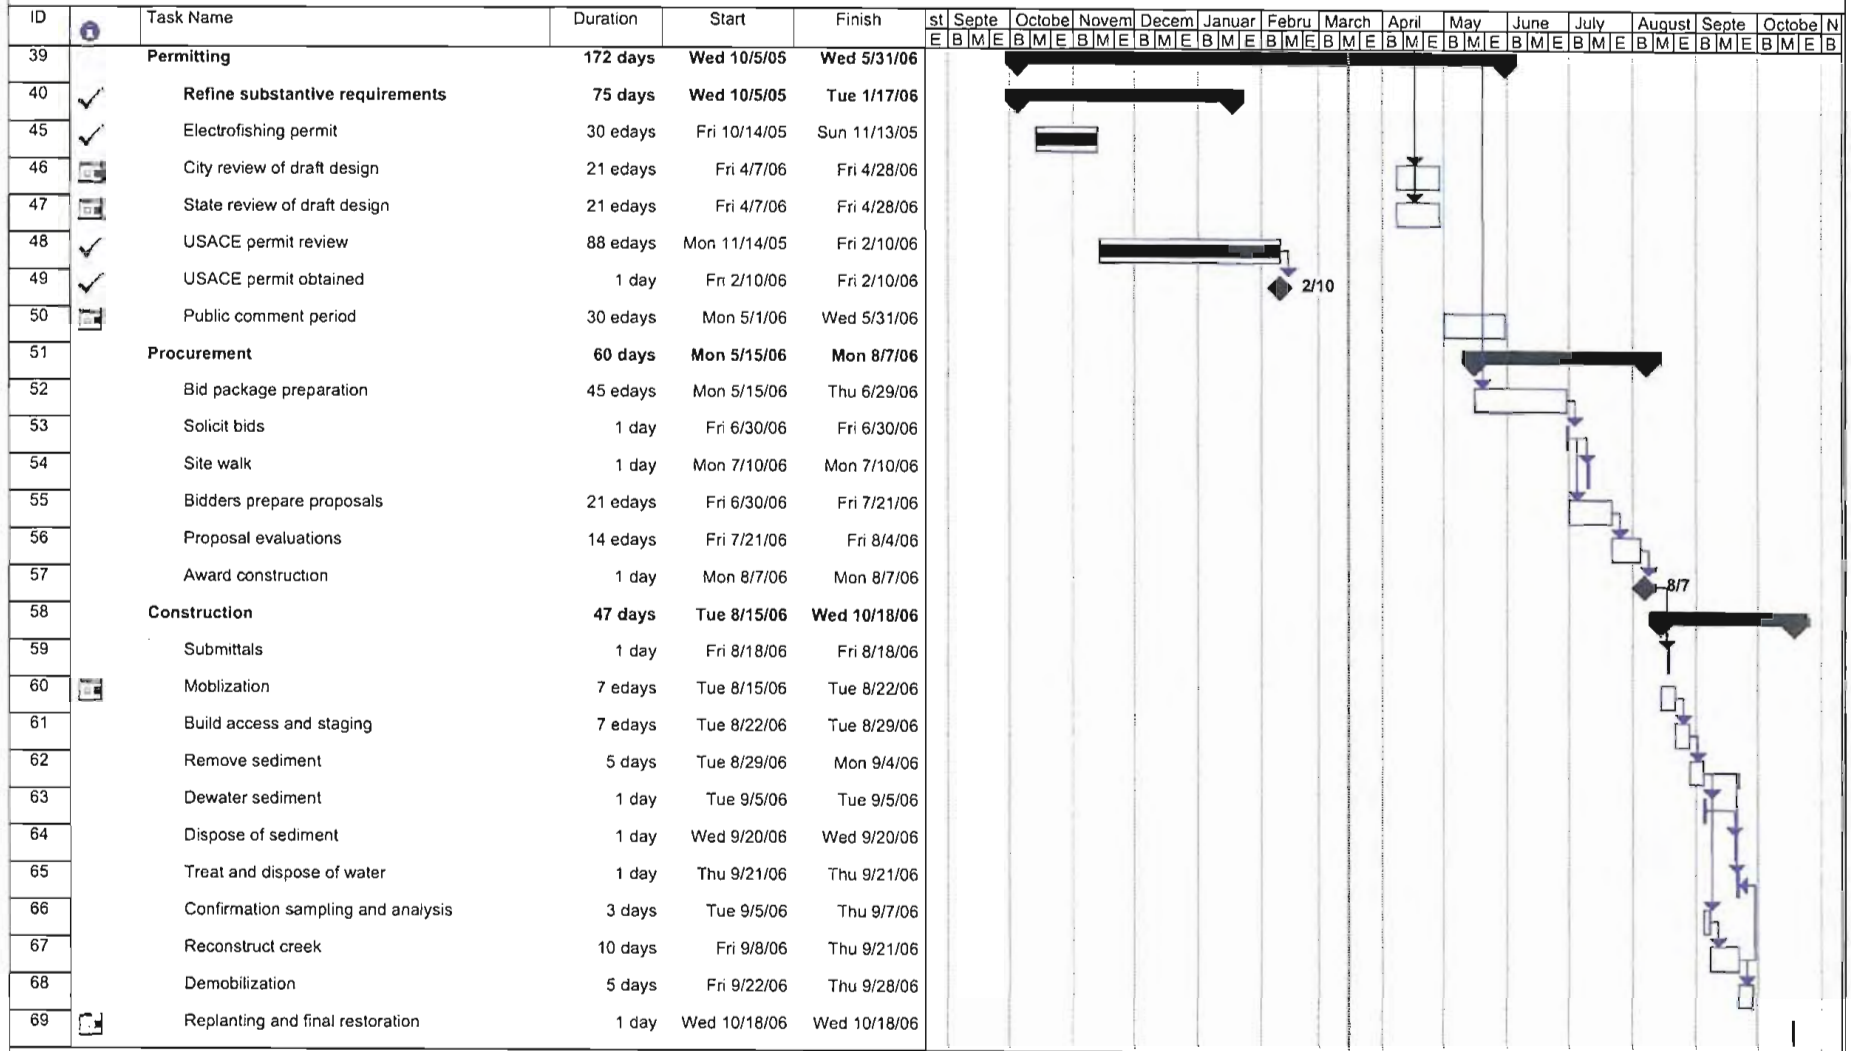 ID Task Name Duration Start Finish st Septe Octobe Novem Decem Januar Febru March April May June July August Septe Octobe N
E B M E B M E B M E B M E B M E B M E B M E B M E B M E B M E B M E B M E B M E B M E B
39 Permitting 172 days Wed 10/5/05 Wed 5/31/06
40 Refine substantive requirements 75 days Wed 10/5/05 Tue 1/17/06
45 Electrofishing permit 30 edays Fri 10/14/05 Sun 11/13/05
46 City review of draft design 21 edays Fri 4/7/06 Fri 4/28/06
47 State review of draft design 21 edays Fri 4/7/06 Fri 4/28/06
48 USACE permit review 88 edays Mon 11/14/05 Fri 2/10/06
49 USACE permit obtained 1 day Fri 2/10/06 Fri 2/10/06 2/10
50 Public comment period 30 edays Mon 5/1/06 Wed 5/31/06
51 Procurement 60 days Mon 5/15/06 Mon 8/7/06
52 Bid package preparation 45 edays Mon 5/15/06 Thu 6/29/06
53 Solicit bids 1 day Fri 6/30/06 Fri 6/30/06
54 Site walk 1 day Mon 7/10/06 Mon 7/10/06
55 Bidders prepare proposals 21 edays Fri 6/30/06 Fri 7/21/06
56 Proposal evaluations 14 edays Fri 7/21/06 Fri 8/4/06
57 Award construction 1 day Mon 8/7/06 Mon 8/7/06 8/7
58 Construction 47 days Tue 8/15/06 Wed 10/18/06
59 Submittals 1 day Fri 8/18/06 Fri 8/18/06
60 Moblization 7 edays Tue 8/15/06 Tue 8/22/06
61 Build access and staging 7 edays Tue 8/22/06 Tue 8/29/06
62 Remove sediment 5 days Tue 8/29/06 Mon 9/4/06
63 Dewater sediment 1 day Tue 9/5/06 Tue 9/5/06
64 Dispose of sediment 1 day Wed 9/20/06 Wed 9/20/06
65 Treat and dispose of water 1 day Thu 9/21/06 Thu 9/21/06
66 Confirmation sampling and analysis 3 days Tue 9/5/06 Thu 9/7/06
67 Reconstruct creek 10 days Fri 9/8/06 Thu 9/21/06
68 Demobilization 5 days Fri 9/22/06 Thu 9/28/06
69 Replanting and final restoration 1 day Wed 10/18/06 Wed 10/18/06